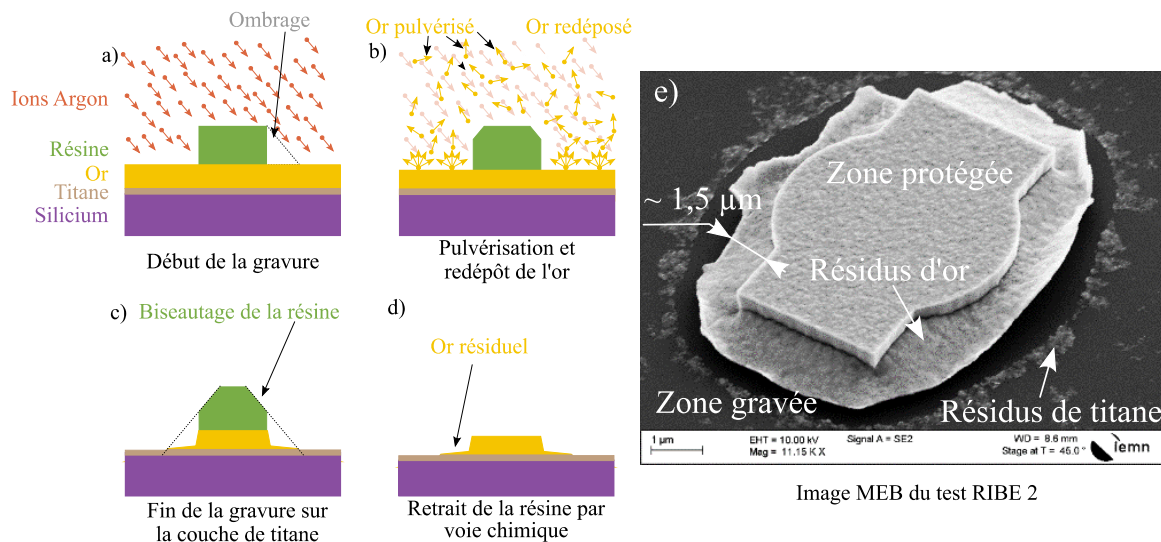 Ombrage
a)
Ions Argon
Résine
Or
Titane
Silicium
Début de la gravure
Or pulvérisé
Or redéposé
b)
Pulvérisation et
redépôt de l'or
c)
Biseautage de la résine
Fin de la gravure sur
la couche de titane
d)
Or résiduel
Retrait de la résine par
voie chimique
e)
Zone protégée
~ 1,5 µm
Résidus d'or
Zone gravée
Résidus de titane
1 µm
EHT = 10.00 kV
Signal A = SE2
WD = 8.6 mm
Mag = 11.15 K X
Stage at T = 45.0 °
iemn
Image MEB du test RIBE 2